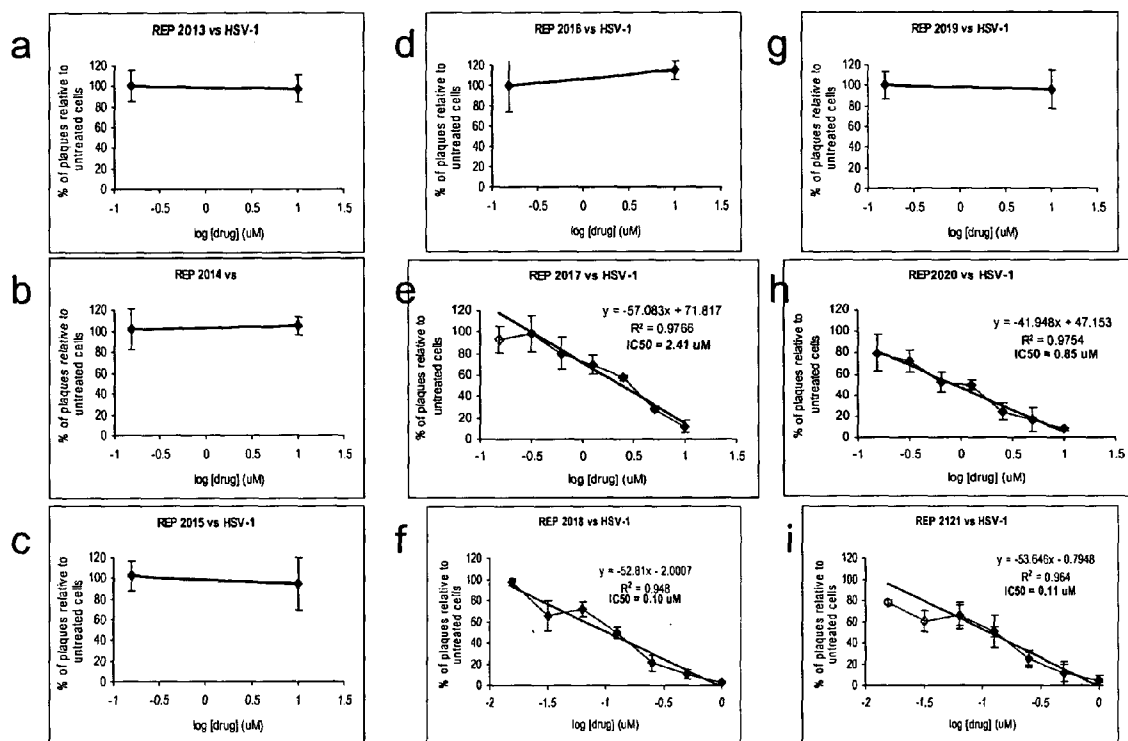 a
REP 2013 vs HSV-1
% of plaques relative to
untreated cells
120
100
80
60
40
20
0
-1 -0.5 0 0.5 1 1.5
log [drug] (uM)
b
REP 2014 vs
% of plaques relative to
untreated cells
120
100
80
60
40
20
0
-1 -0.5 0 0.5 1 1.5
log [drug] (uM)
c
REP 2015 vs HSV-1
% of plaques relative to
untreated cells
120
100
80
60
40
20
0
-1 -0.5 0 0.5 1 1.5
log [drug] (uM)
d
REP 2016 vs HSV-1
% of plaques relative to
untreated cells
120
100
80
60
40
20
0
-1 -0.5 0 0.5 1 1.5
log [drug] (uM)
e
REP 2017 vs HSV-1
% of plaques relative to
untreated cells
120
100
80
60
40
20
0
y = -57.083x + 71.817
R² = 0.9766
IC50 = 2.41 uM
-1 -0.5 0 0.5 1 1.5
log [drug] (uM)
f
REP 2018 vs HSV-1
% of plaques relative to
untreated cells
120
100
80
60
40
20
0
y = -52.81x - 2.0007
R² = 0.948
IC50 = 0.10 uM
-2 -1.5 -1 -0.5 0
log [drug] (uM)
g
REP 2019 vs HSV-1
% of plaques relative to
untreated cells
120
100
80
60
40
20
0
-1 -0.5 0 0.5 1 1.5
log [drug] (uM)
h
REP2020 vs HSV-1
% of plaques relative to
untreated cells
120
100
80
60
40
20
0
y = -41.948x + 47.153
R² = 0.9754
IC50 = 0.85 uM
-1 -0.5 0 0.5 1 1.5
log [drug] (uM)
i
REP 2121 vs HSV-1
% of plaques relative to
untreated cells
120
100
80
60
40
20
0
y = -53.646x - 0.7948
R² = 0.964
IC50 = 0.11 uM
-2 -1.5 -1 -0.5 0
log [drug] (uM)